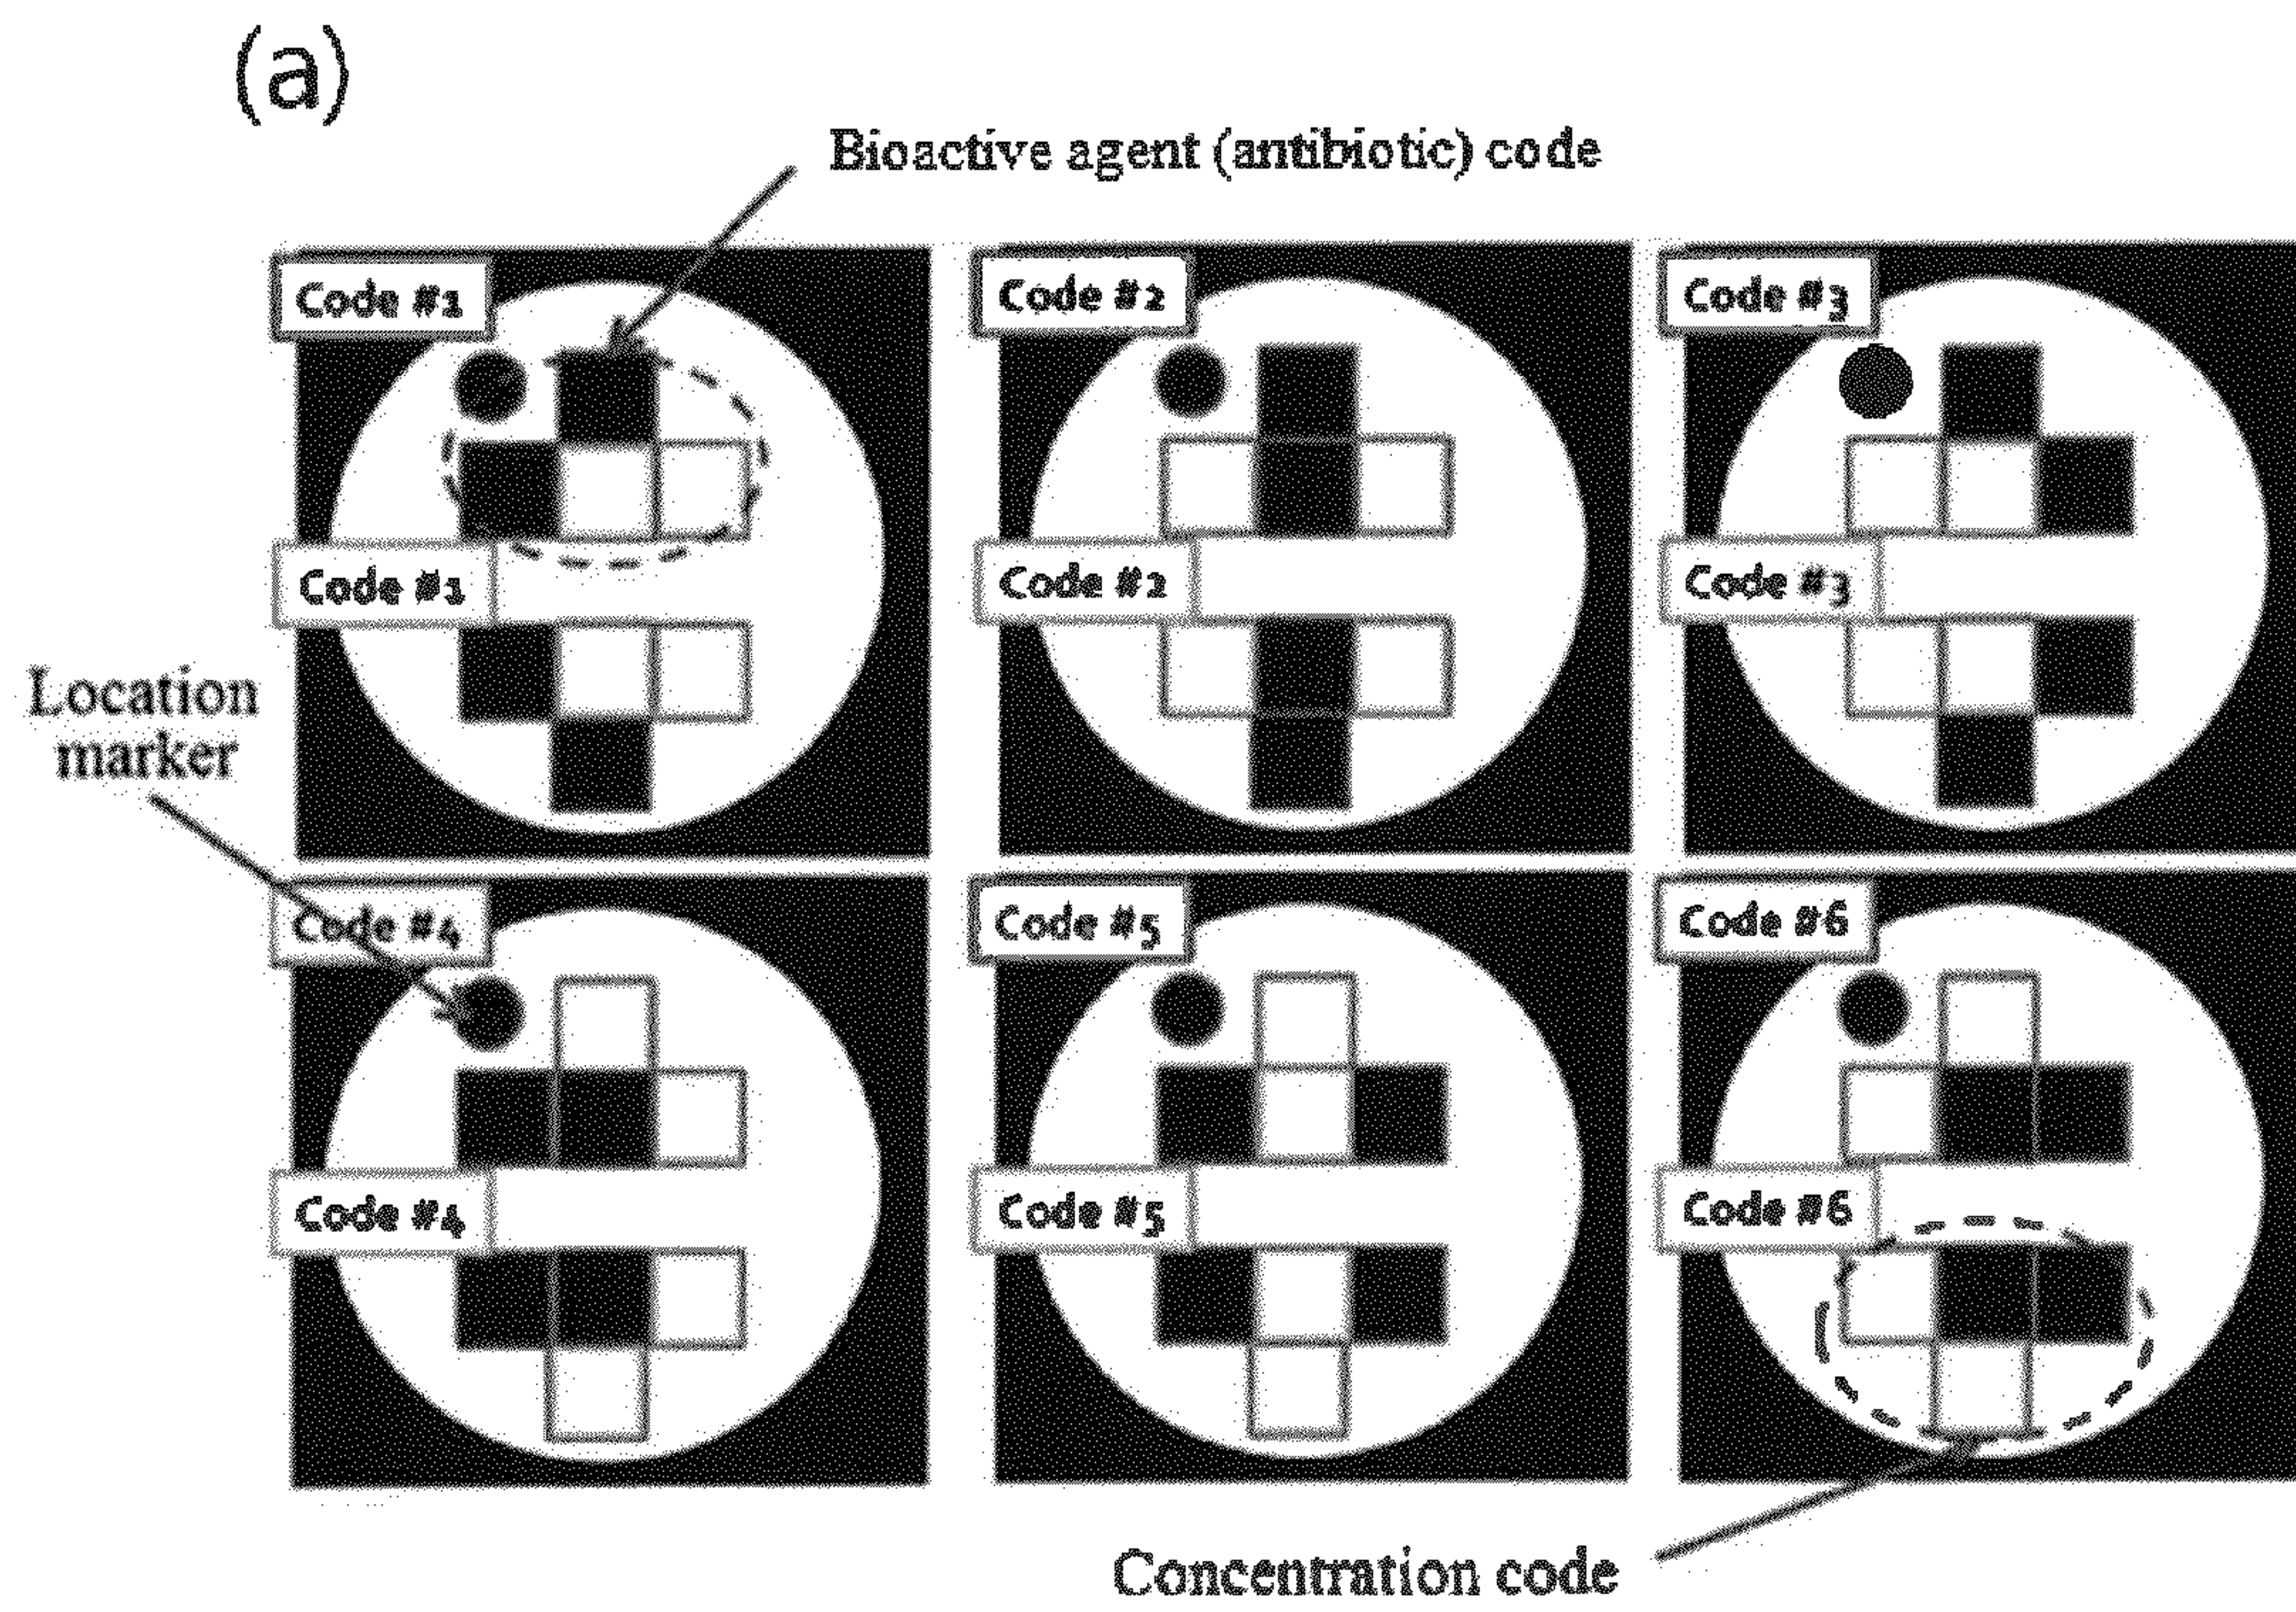 (a)
Bioactive agent (antibiotic) code
Code #1
Code #2
Code #3
Code #1
Code #2
Code #3
Location
marker
Code #4
Code #5
Code #6
Code #4
Code #5
Code #6
Concentration code